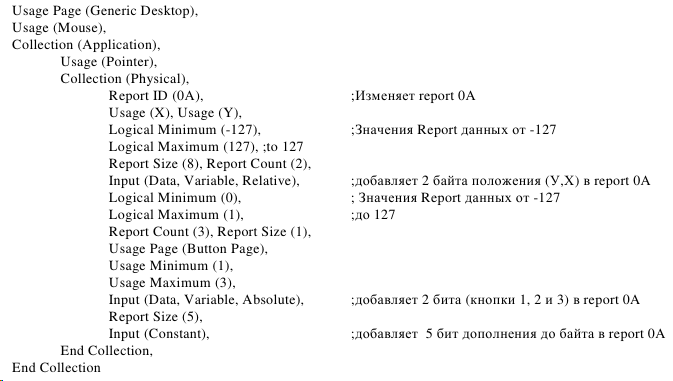 Usage Page (Generic Desktop),
Usage (Mouse),
Collection (Application),
Usage (Pointer),
Collection (Physical),
Report ID (0A), ;Изменяет report 0A
Usage (X), Usage (Y),
Logical Minimum (-127), ;Значения Report данных от -127
Logical Maximum (127), ;to 127
Report Size (8), Report Count (2),
Input (Data, Variable, Relative), ;добавляет 2 байта положения (У,Х) в report 0A
Logical Minimum (0), ; Значения Report данных от -127
Logical Maximum (1), ;до 127
Report Count (3), Report Size (1),
Usage Page (Button Page),
Usage Minimum (1),
Usage Maximum (3),
Input (Data, Variable, Absolute), ;добавляет 2 бита (кнопки 1, 2 и 3) в report 0A
Report Size (5),
Input (Constant), ;добавляет 5 бит дополнения до байта в report 0A
End Collection,
End Collection